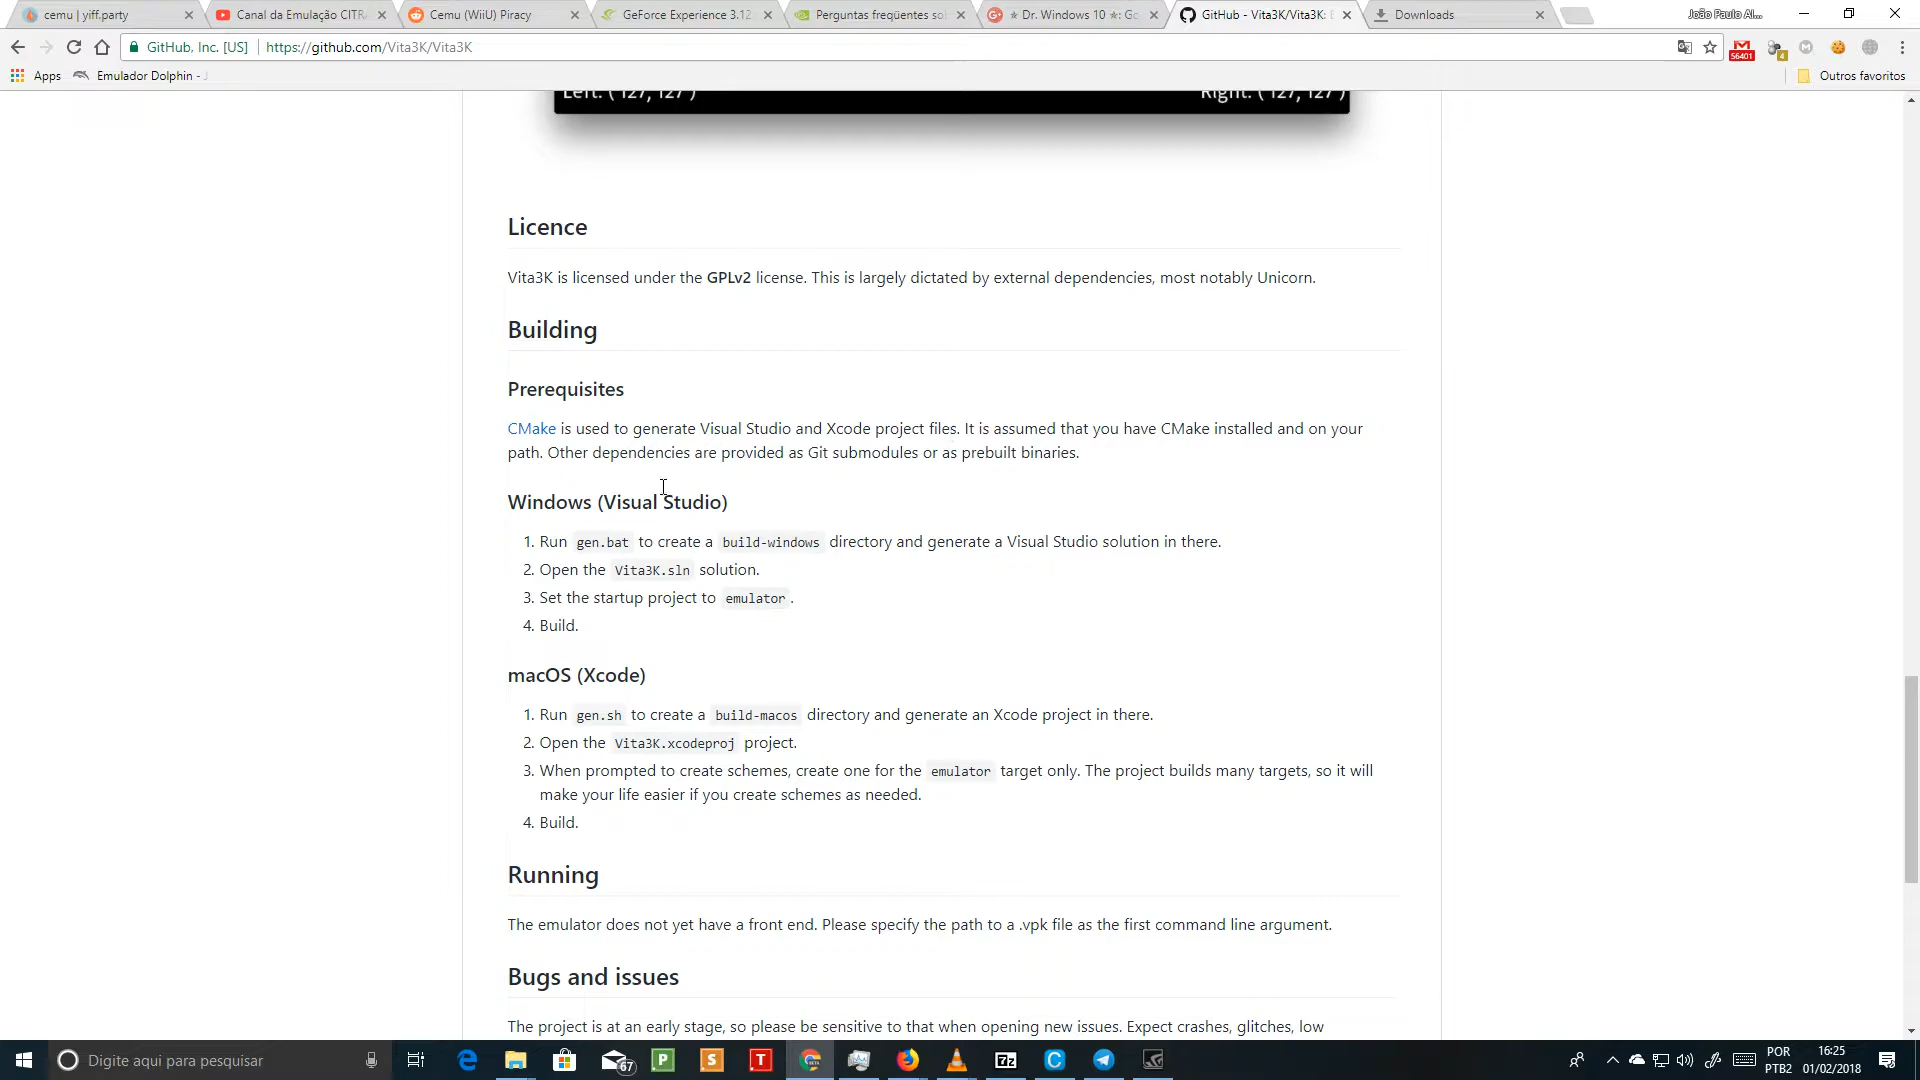 cemu | yiff.party
Canal da Emulação CITR
Cemu (WiiU) Piracy
GeForce Experience 3.12
Perguntas freqüentes so
★ Dr. Windows 10 ★: Go
GitHub - Vita3K/Vita3K:
Downloads
João Paulo Al...
GitHub, Inc. [US]
https://github.com/Vita3K/Vita3K
56401
4
Apps
Emulador Dolphin -
Outros favoritos
Left: ( 127, 127 )
Right: ( 127, 127 )
Licence
Vita3K is licensed under the GPLv2 license. This is largely dictated by external dependencies, most notably Unicorn.
Building
Prerequisites
CMake is used to generate Visual Studio and Xcode project files. It is assumed that you have CMake installed and on your
path. Other dependencies are provided as Git submodules or as prebuilt binaries.
Windows (Visual Studio)
1. Run gen.bat to create a build-windows directory and generate a Visual Studio solution in there.
2. Open the Vita3K.sln solution.
3. Set the startup project to emulator.
4. Build.
macOS (Xcode)
1. Run gen.sh to create a build-macos directory and generate an Xcode project in there.
2. Open the Vita3K.xcodeproj project.
3. When prompted to create schemes, create one for the emulator target only. The project builds many targets, so it will
make your life easier if you create schemes as needed.
4. Build.
Running
The emulator does not yet have a front end. Please specify the path to a .vpk file as the first command line argument.
Bugs and issues
The project is at an early stage, so please be sensitive to that when opening new issues. Expect crashes, glitches, low
Digite aqui para pesquisar
67
P
S
T
7z
C
POR
PTB2
16:25
01/02/2018